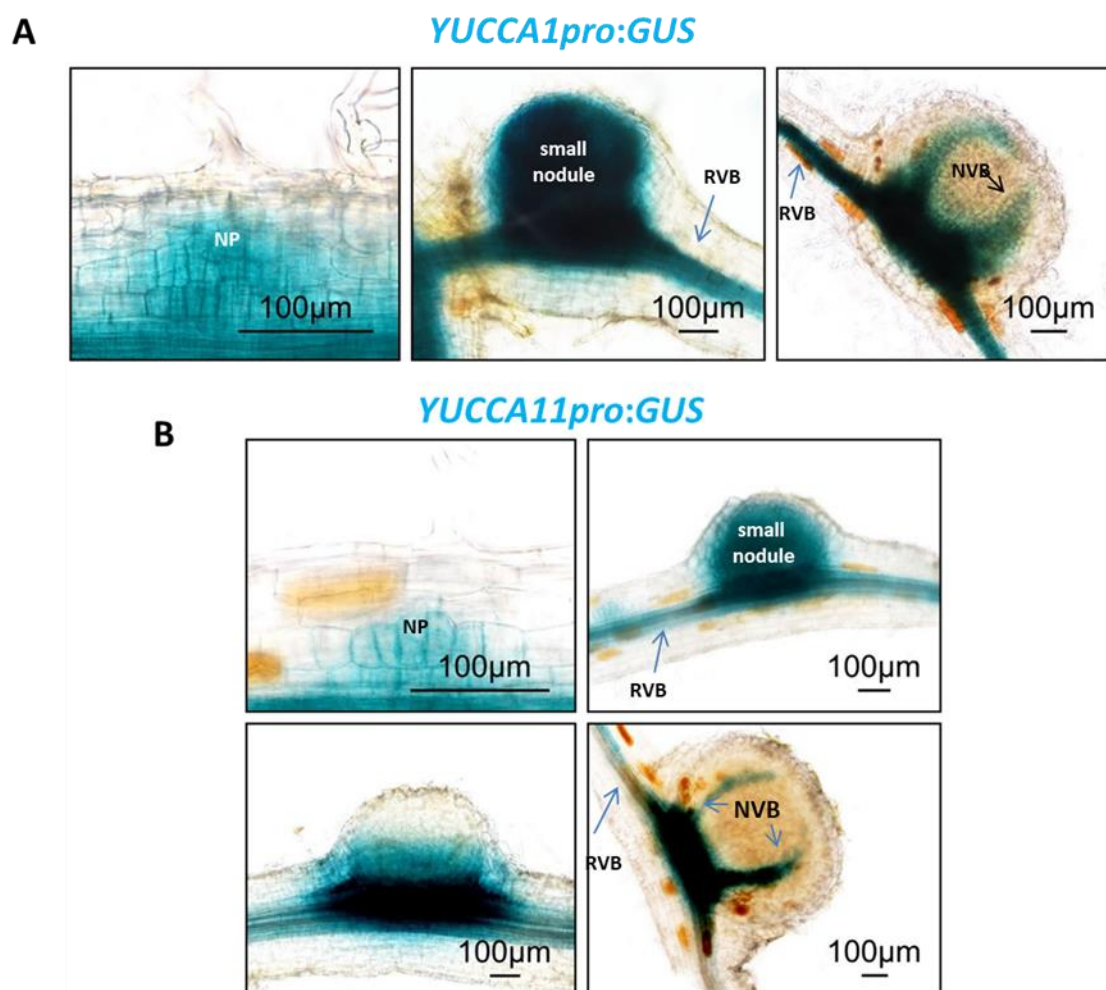 A
YUCCA1pro:GUS
NP
100µm
small
nodule
RVB
100µm
NVB
RVB
100µm
YUCCA11pro:GUS
B
NP
100µm
small
nodule
RVB
100µm
100µm
NVB
RVB
100µm